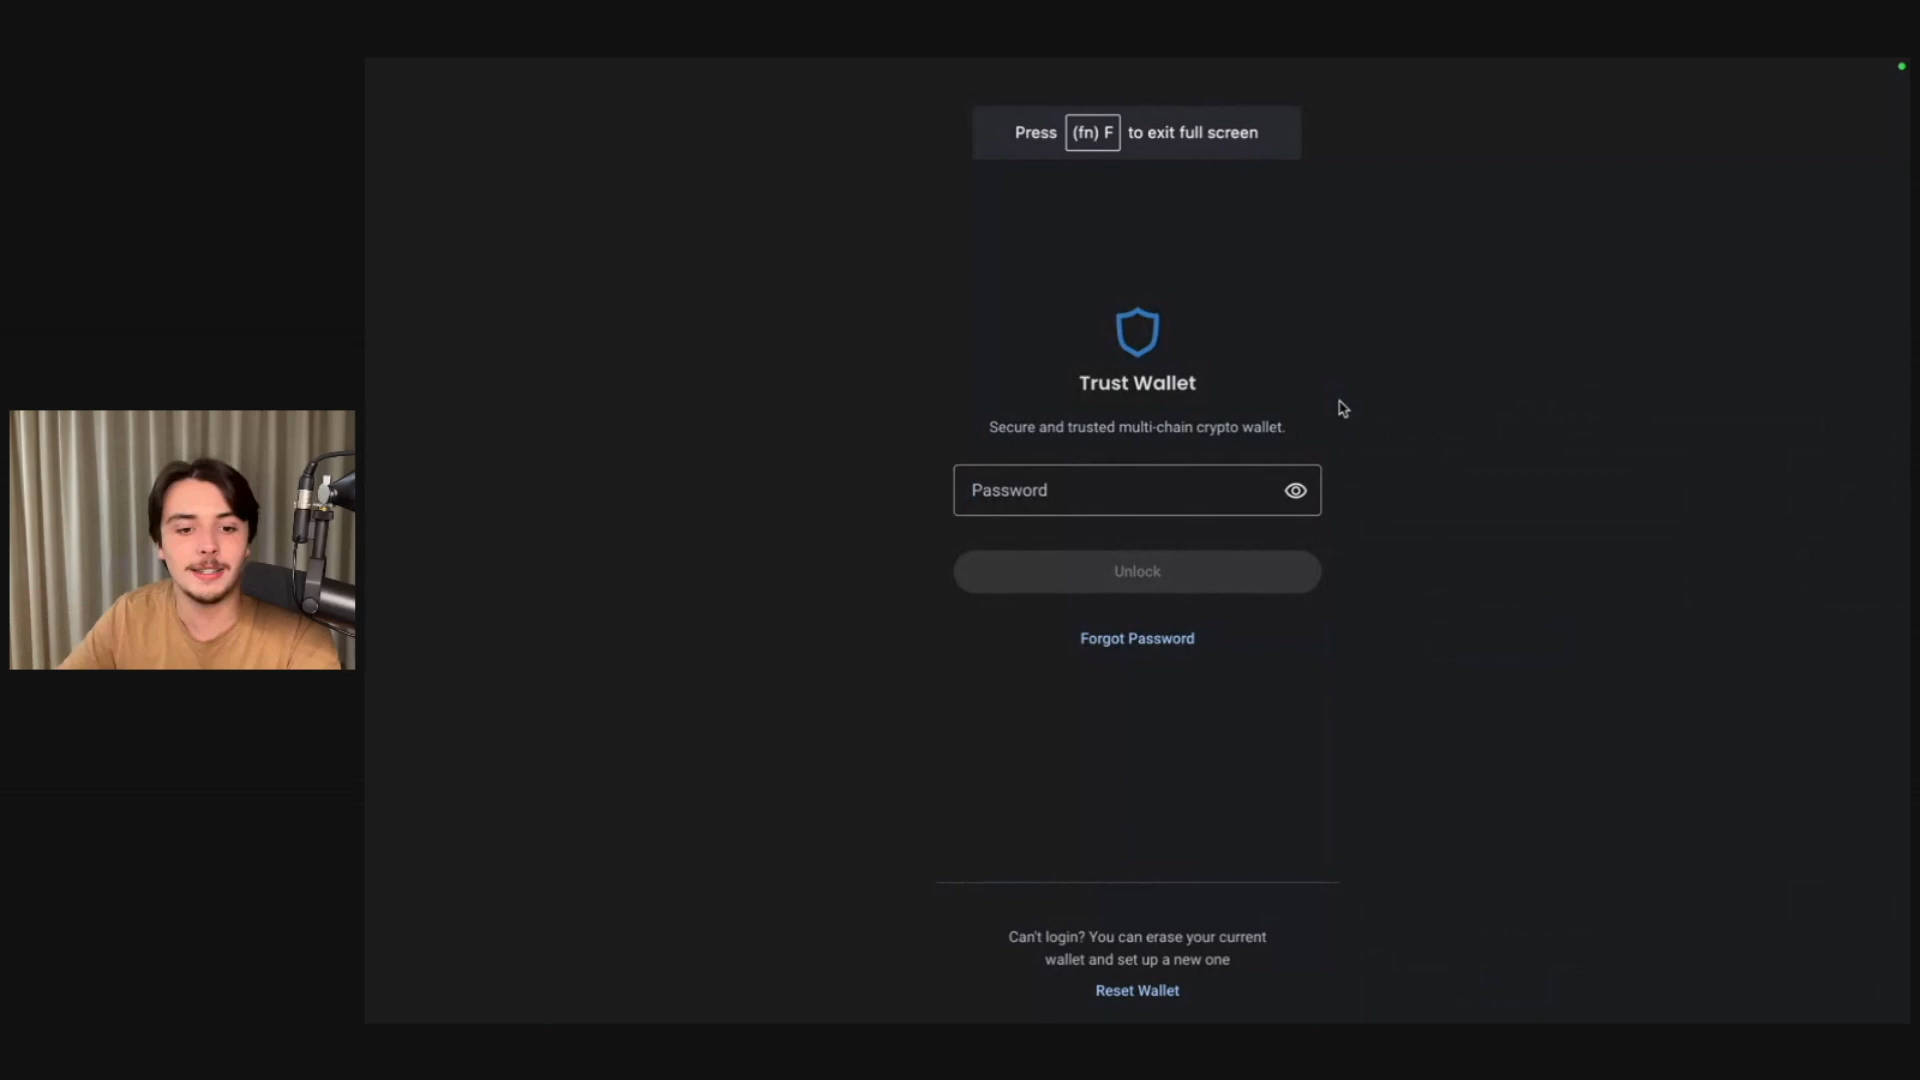 Press (fn) F to exit full screen
Trust Wallet
Secure and trusted multi-chain crypto wallet.
Password
Unlock
Forgot Password
Can't login? You can erase your current
wallet and set up a new one
Reset Wallet